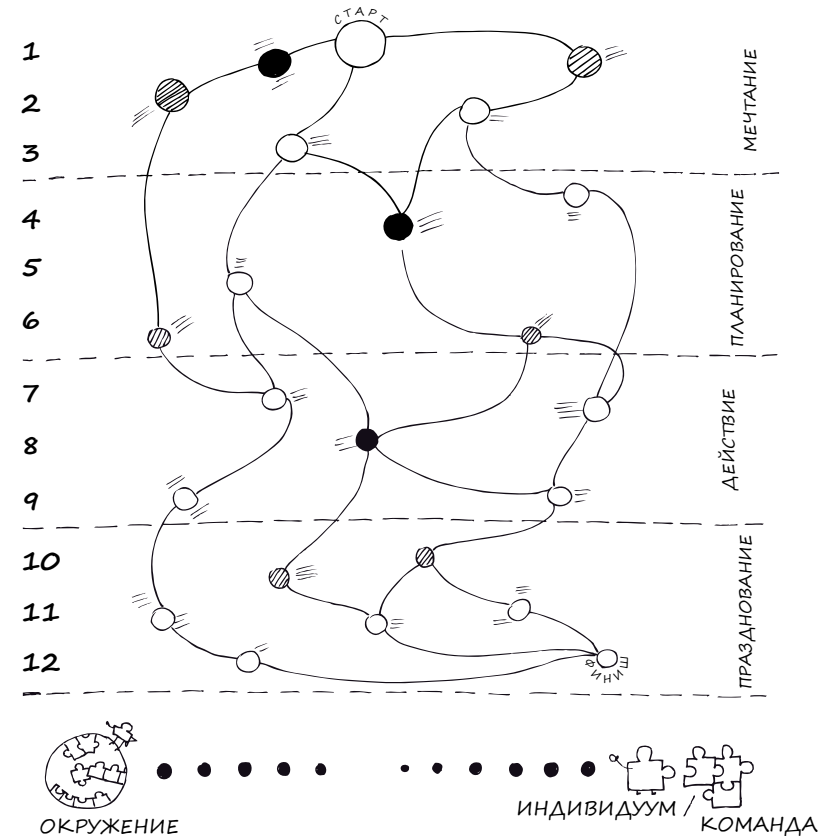 СТАРТ
1
2
3
МЕЧТАНИЕ
4
5
6
ПЛАНИРОВАНИЕ
7
8
9
ДЕЙСТВИЕ
10
11
12
ПРАЗДНОВАНИЕ
ФИНИШ
ОКРУЖЕНИЕ
ИНДИВИДУУМ /
КОМАНДА